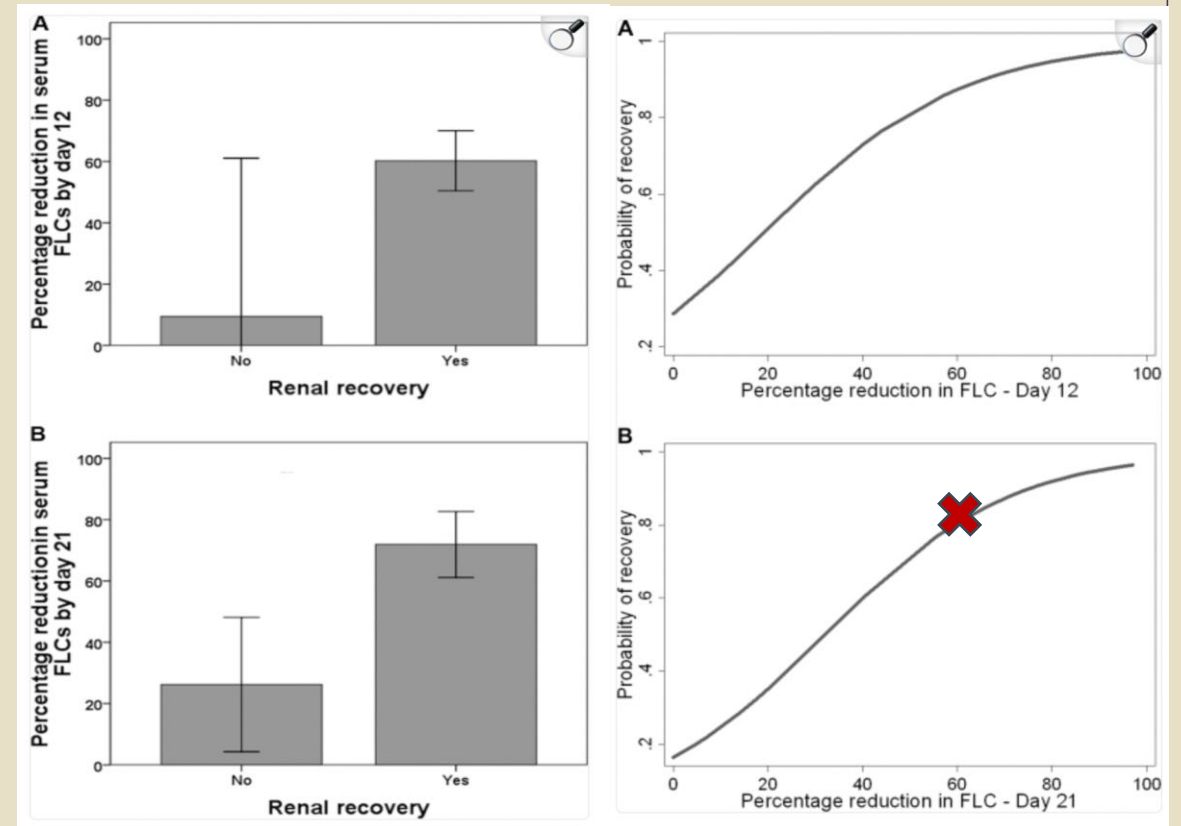 A
Percentage reduction in serum
FLCs by day 12
100
80
60
40
20
0
No
Yes
Renal recovery
B
Percentage reductionin serum
FLCs by day 21
100
80
60
40
20
0
No
Yes
Renal recovery
A
Probability of recovery
1
.8
.6
.4
.2
0
20
40
60
80
100
Percentage reduction in FLC - Day 12
B
Probability of recovery
1
.8
.6
.4
.2
0
20
40
60
80
100
Percentage reduction in FLC - Day 21